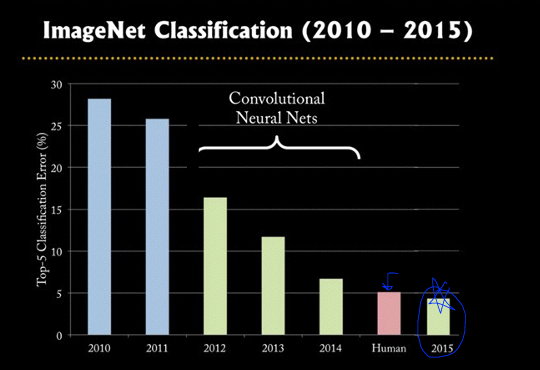 ImageNet Classification (2010 – 2015)
30
Convolutional
Neural Nets
25
20
15
10
5
0
Top-5 Classification Error (%)
2010 2011 2012 2013 2014 Human 2015